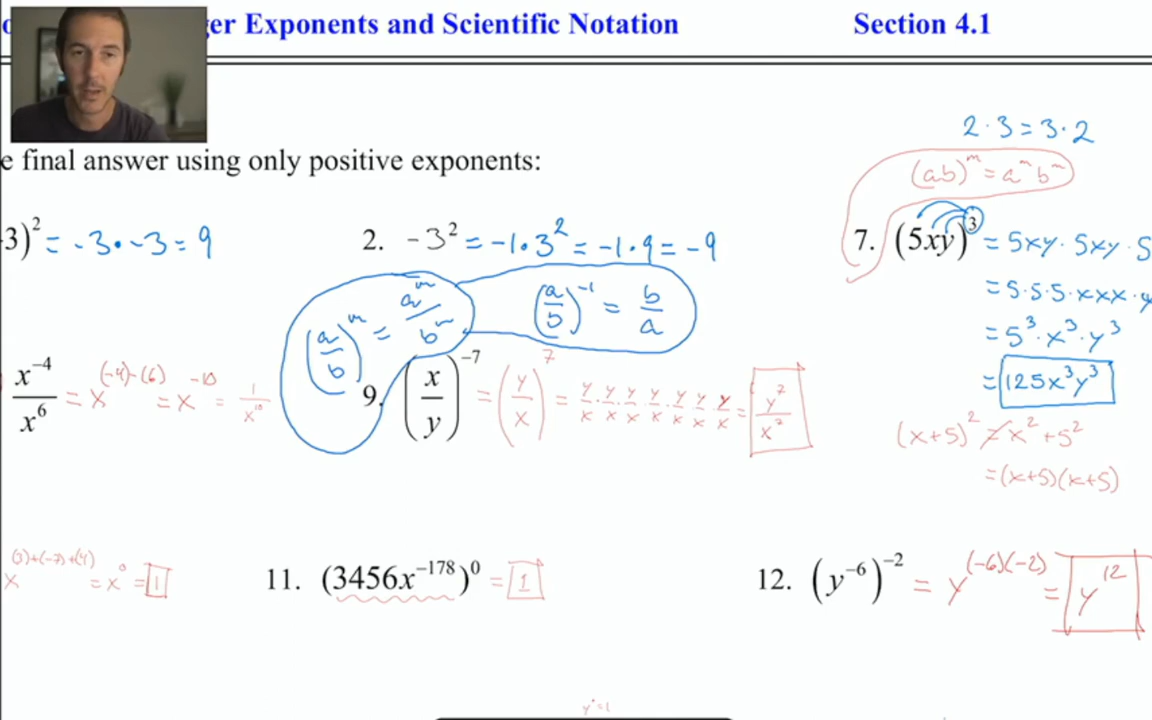 er Exponents and Scientific Notation
Section 4.1
2 · 3 = 3 · 2
e final answer using only positive exponents:
(ab)^m = a^m b^m
3)^2 = -3 · -3 = 9
2. -3^2 = -1 · 3^2 = -1 · 9 = -9
7. (5xy)^3 = 5xy · 5xy · 5
= 5·5·5·xxx·y
= 5^3 · x^3 · y^3
= 125x^3y^3
(a/b)^m = a^m/b^m
(a/b)^-1 = b/a
x^-4/x^6 = x^(-4)-(6) = x^-10 = 1/x^10
9. (x/y)^-7 = (y/x)^7 = y/x · y/x · y/x · y/x · y/x · y/x · y/x = y^7/x^7
(x+5)^2 ≠ x^2 + 5^2
= (x+5)(x+5)
x^(3)+(-7)+(4) = x^0 = 1
11. (3456x^-178)^0 = 1
12. (y^-6)^-2 = y^(-6)(-2) = y^12